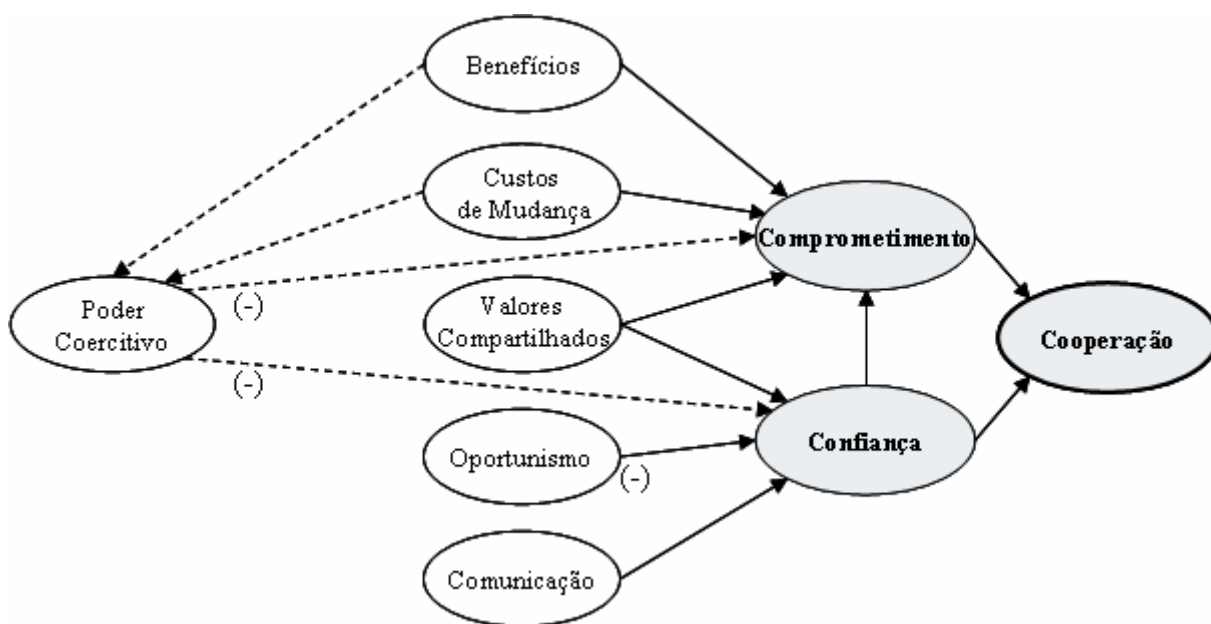 Benefícios
Custos
de Mudança
Comprometimento
(-)
Poder
Coercitivo
Valores
Compartilhados
Cooperação
(-)
Oportunismo
(-)
Confiança
Comunicação